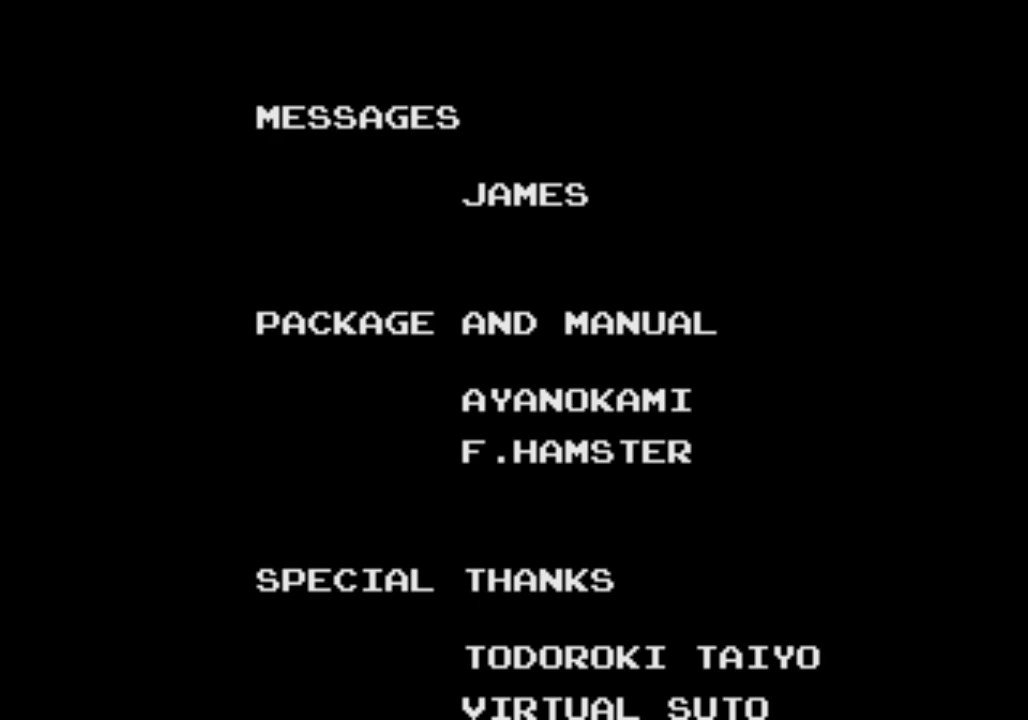 MESSAGES
JAMES
PACKAGE AND MANUAL
AYANOKAMI
F.HAMSTER
SPECIAL THANKS
TODOROKI TAIYO
VIRTUAL SUTO